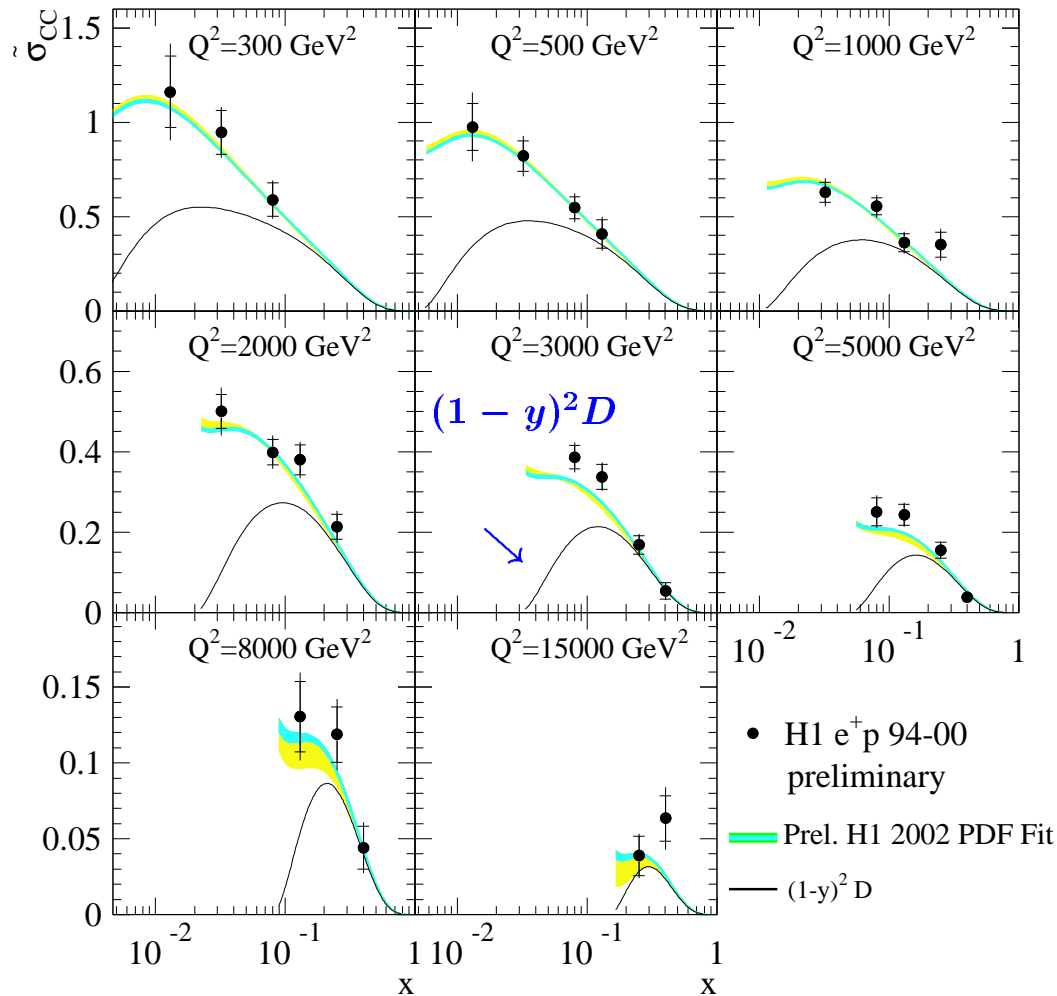 σ̃_CC
1.5
1
0.5
0
Q²=300 GeV²
Q²=500 GeV²
Q²=1000 GeV²
0.6
0.4
0.2
0
Q²=2000 GeV²
Q²=3000 GeV²
Q²=5000 GeV²
(1 − y)²D
10⁻² 10⁻¹ 1
0.15
0.1
0.05
0
Q²=8000 GeV²
Q²=15000 GeV²
10⁻² 10⁻¹ 1
x
10⁻² 10⁻¹ 1
x
H1 e⁺p 94-00
preliminary
Prel. H1 2002 PDF Fit
(1-y)² D